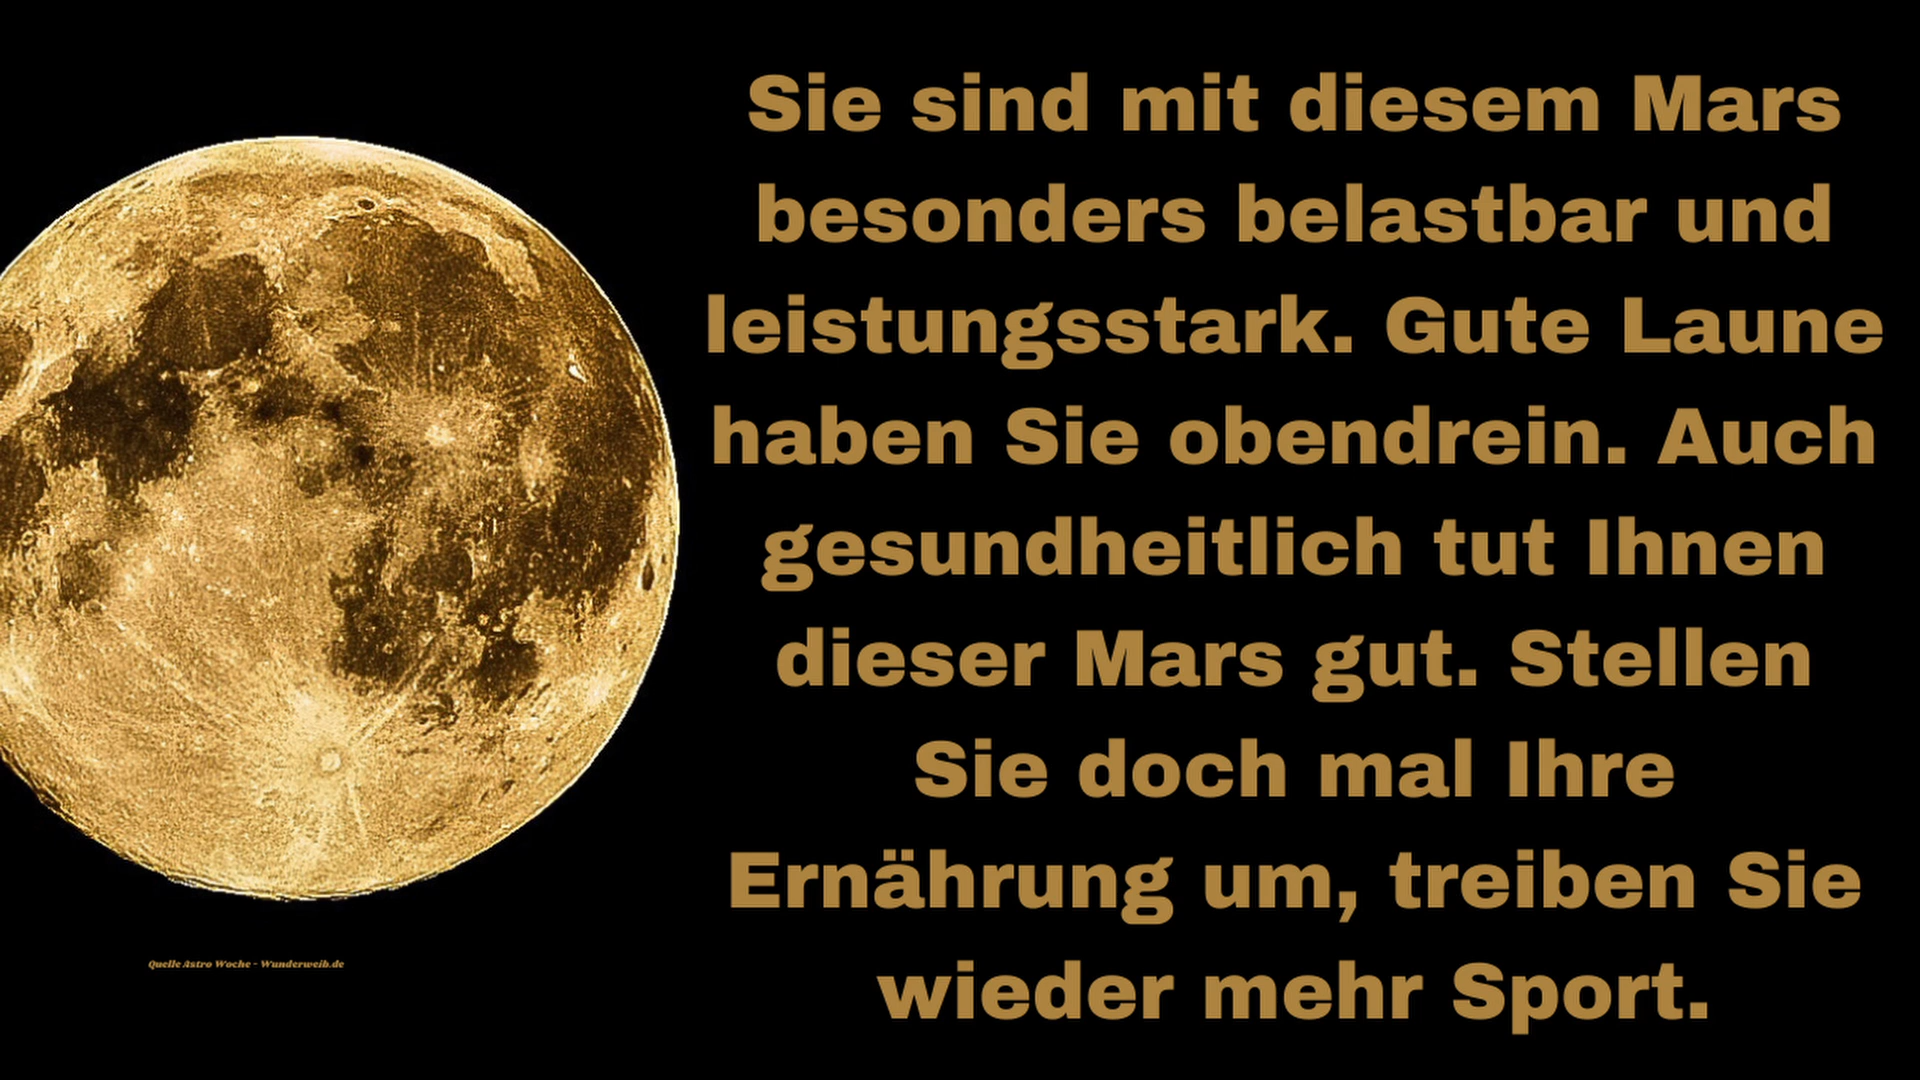 Sie sind mit diesem Mars
besonders belastbar und
leistungsstark. Gute Laune
haben Sie obendrein. Auch
gesundheitlich tut Ihnen
dieser Mars gut. Stellen
Sie doch mal Ihre
Ernährung um, treiben Sie
wieder mehr Sport.
Quelle Astro Woche - Wunderweib.de